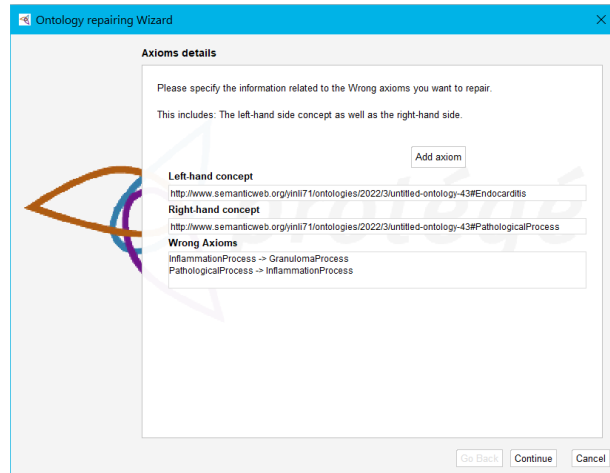 Ontology repairing Wizard
Axioms details
Please specify the information related to the Wrong axioms you want to repair.
This includes: The left-hand side concept as well as the right-hand side.
Add axiom
Left-hand concept
http://www.semanticweb.org/yinli71/ontologies/2022/3/untitled-ontology-43#Endocarditis
Right-hand concept
http://www.semanticweb.org/yinli71/ontologies/2022/3/untitled-ontology-43#PathologicalProcess
Wrong Axioms
InflammationProcess -> GranulomaProcess
PathologicalProcess -> InflammationProcess
protégé
Go Back Continue Cancel